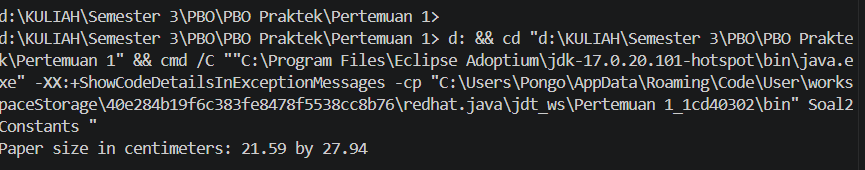 d:\KULIAH\Semester 3\PBO\PBO Praktek\Pertemuan 1>
d:\KULIAH\Semester 3\PBO\PBO Praktek\Pertemuan 1> d: && cd "d:\KULIAH\Semester 3\PBO\PBO Prakte
k\Pertemuan 1" && cmd /C ""C:\Program Files\Eclipse Adoptium\jdk-17.0.20.101-hotspot\bin\java.e
xe" -XX:+ShowCodeDetailsInExceptionMessages -cp "C:\Users\Pongo\AppData\Roaming\Code\User\works
paceStorage\40e284b19f6c383fe8478f5538cc8b76\redhat.java\jdt_ws\Pertemuan 1_1cd40302\bin" Soal2
Constants "
Paper size in centimeters: 21.59 by 27.94